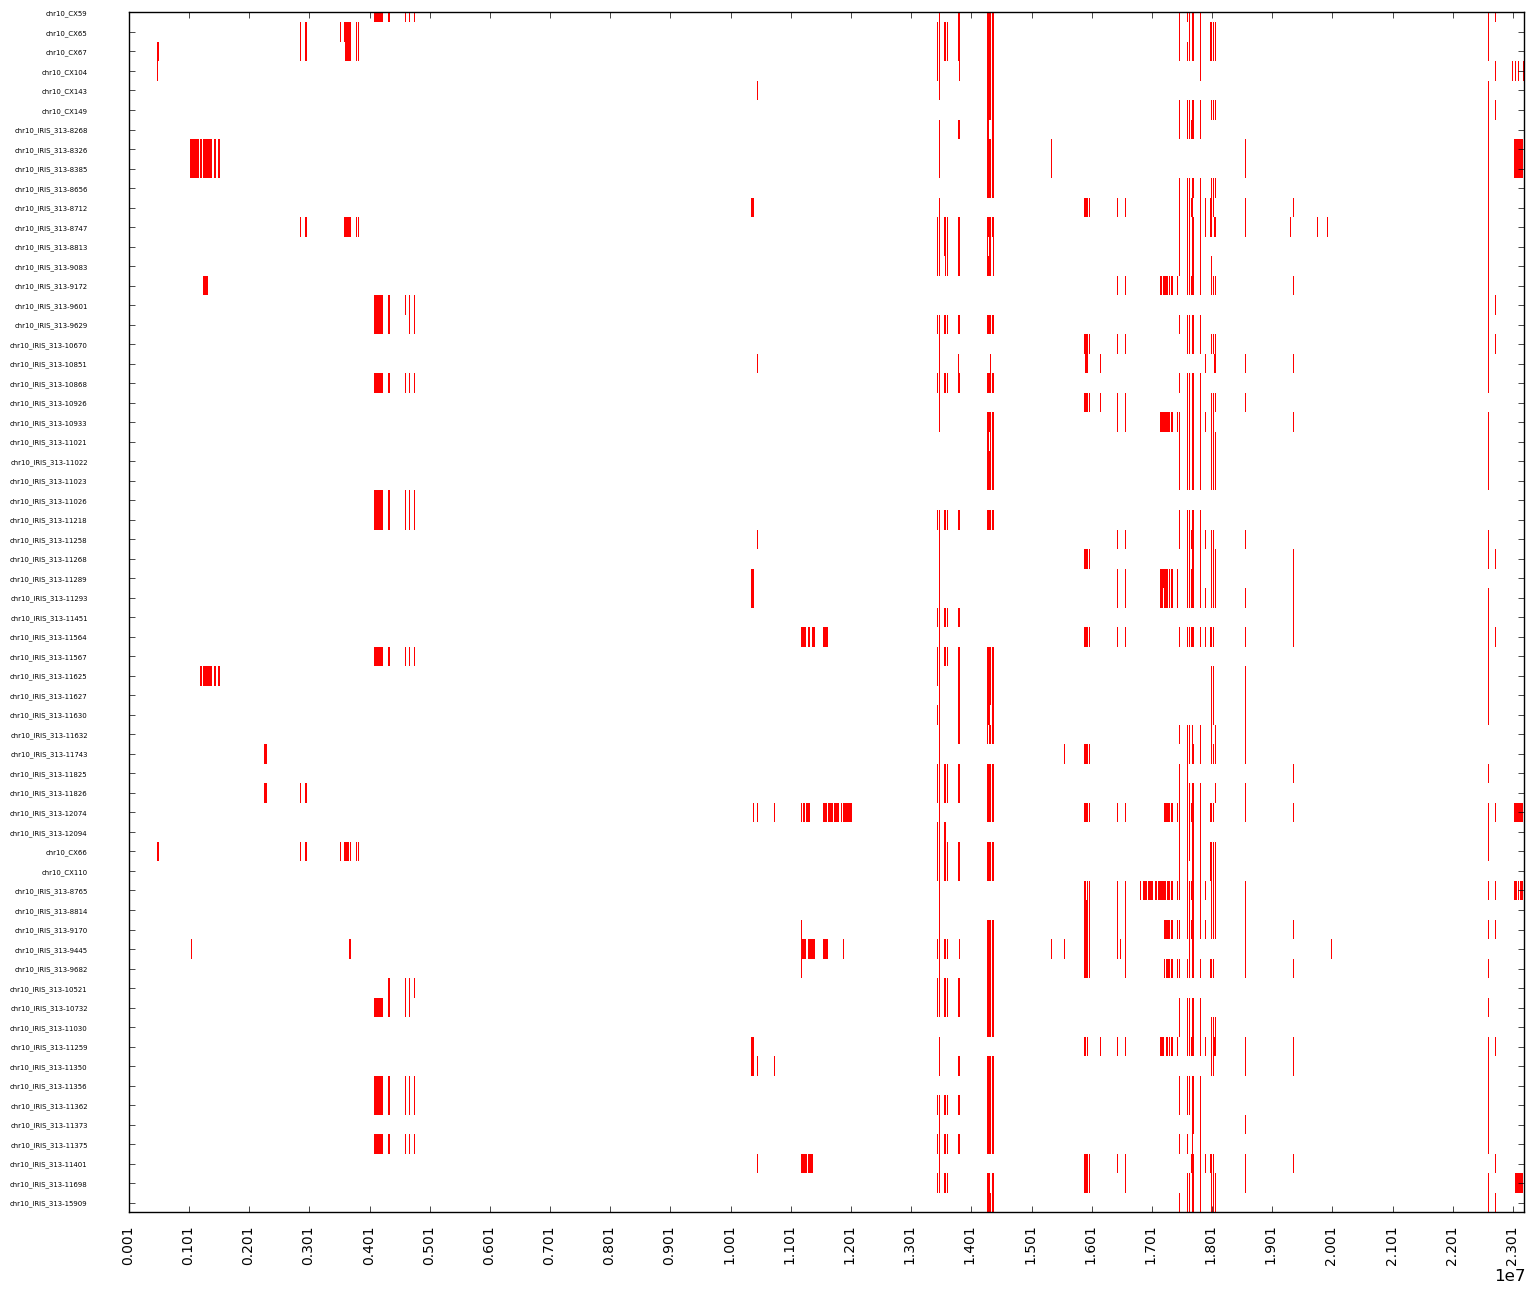 chr10_CX59
chr10_CX65
chr10_CX67
chr10_CX104
chr10_CX143
chr10_CX149
chr10_IRIS_313-8268
chr10_IRIS_313-8326
chr10_IRIS_313-8385
chr10_IRIS_313-8656
chr10_IRIS_313-8712
chr10_IRIS_313-8747
chr10_IRIS_313-8813
chr10_IRIS_313-9083
chr10_IRIS_313-9172
chr10_IRIS_313-9601
chr10_IRIS_313-9629
chr10_IRIS_313-10670
chr10_IRIS_313-10851
chr10_IRIS_313-10868
chr10_IRIS_313-10926
chr10_IRIS_313-10933
chr10_IRIS_313-11021
chr10_IRIS_313-11022
chr10_IRIS_313-11023
chr10_IRIS_313-11026
chr10_IRIS_313-11218
chr10_IRIS_313-11258
chr10_IRIS_313-11268
chr10_IRIS_313-11289
chr10_IRIS_313-11293
chr10_IRIS_313-11451
chr10_IRIS_313-11564
chr10_IRIS_313-11567
chr10_IRIS_313-11625
chr10_IRIS_313-11627
chr10_IRIS_313-11630
chr10_IRIS_313-11632
chr10_IRIS_313-11743
chr10_IRIS_313-11825
chr10_IRIS_313-11826
chr10_IRIS_313-12074
chr10_IRIS_313-12094
chr10_CX66
chr10_CX110
chr10_IRIS_313-8765
chr10_IRIS_313-8814
chr10_IRIS_313-9170
chr10_IRIS_313-9445
chr10_IRIS_313-9682
chr10_IRIS_313-10521
chr10_IRIS_313-10732
chr10_IRIS_313-11030
chr10_IRIS_313-11259
chr10_IRIS_313-11350
chr10_IRIS_313-11356
chr10_IRIS_313-11362
chr10_IRIS_313-11373
chr10_IRIS_313-11375
chr10_IRIS_313-11401
chr10_IRIS_313-11698
chr10_IRIS_313-15909
0.001 0.101 0.201 0.301 0.401 0.501 0.601 0.701 0.801 0.901 1.001 1.101 1.201 1.301 1.401 1.501 1.601 1.701 1.801 1.901 2.001 2.101 2.201 2.301
1e7